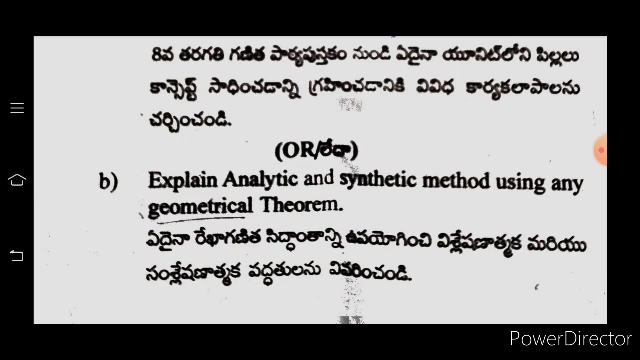 8వ తరగతి గణిత పాఠ్యపుస్తకం నుండి ఏదైనా యూనిట్‌లోని పిల్లలు
కాన్సెప్ట్ సాధించడాన్ని గ్రహించడానికి వివిధ కార్యకలాపాలను
చర్చించండి.
(OR/లేదా)
b) Explain Analytic and synthetic method using any
geometrical Theorem.
ఏదైనా రేఖాగణిత సిద్ధాంతాన్ని ఉపయోగించి విశ్లేషణాత్మక మరియు
సంశ్లేషణాత్మక పద్ధతులను వివరించండి.
PowerDirector